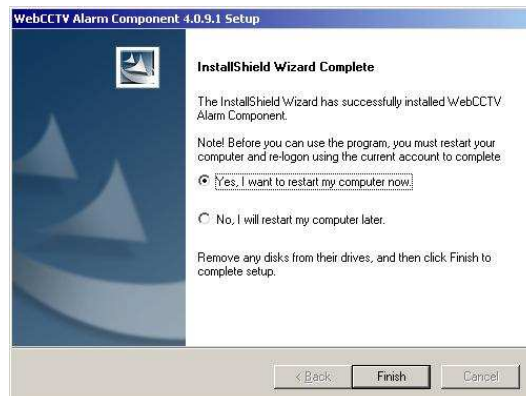 WebCCTV Alarm Component 4.0.9.1 Setup
InstallShield Wizard Complete
The InstallShield Wizard has successfully installed WebCCTV
Alarm Component.
Note! Before you can use the program, you must restart your
computer and re-logon using the current account to complete
Yes, I want to restart my computer now.
No, I will restart my computer later.
Remove any disks from their drives, and then click Finish to
complete setup.
< Back
Finish
Cancel